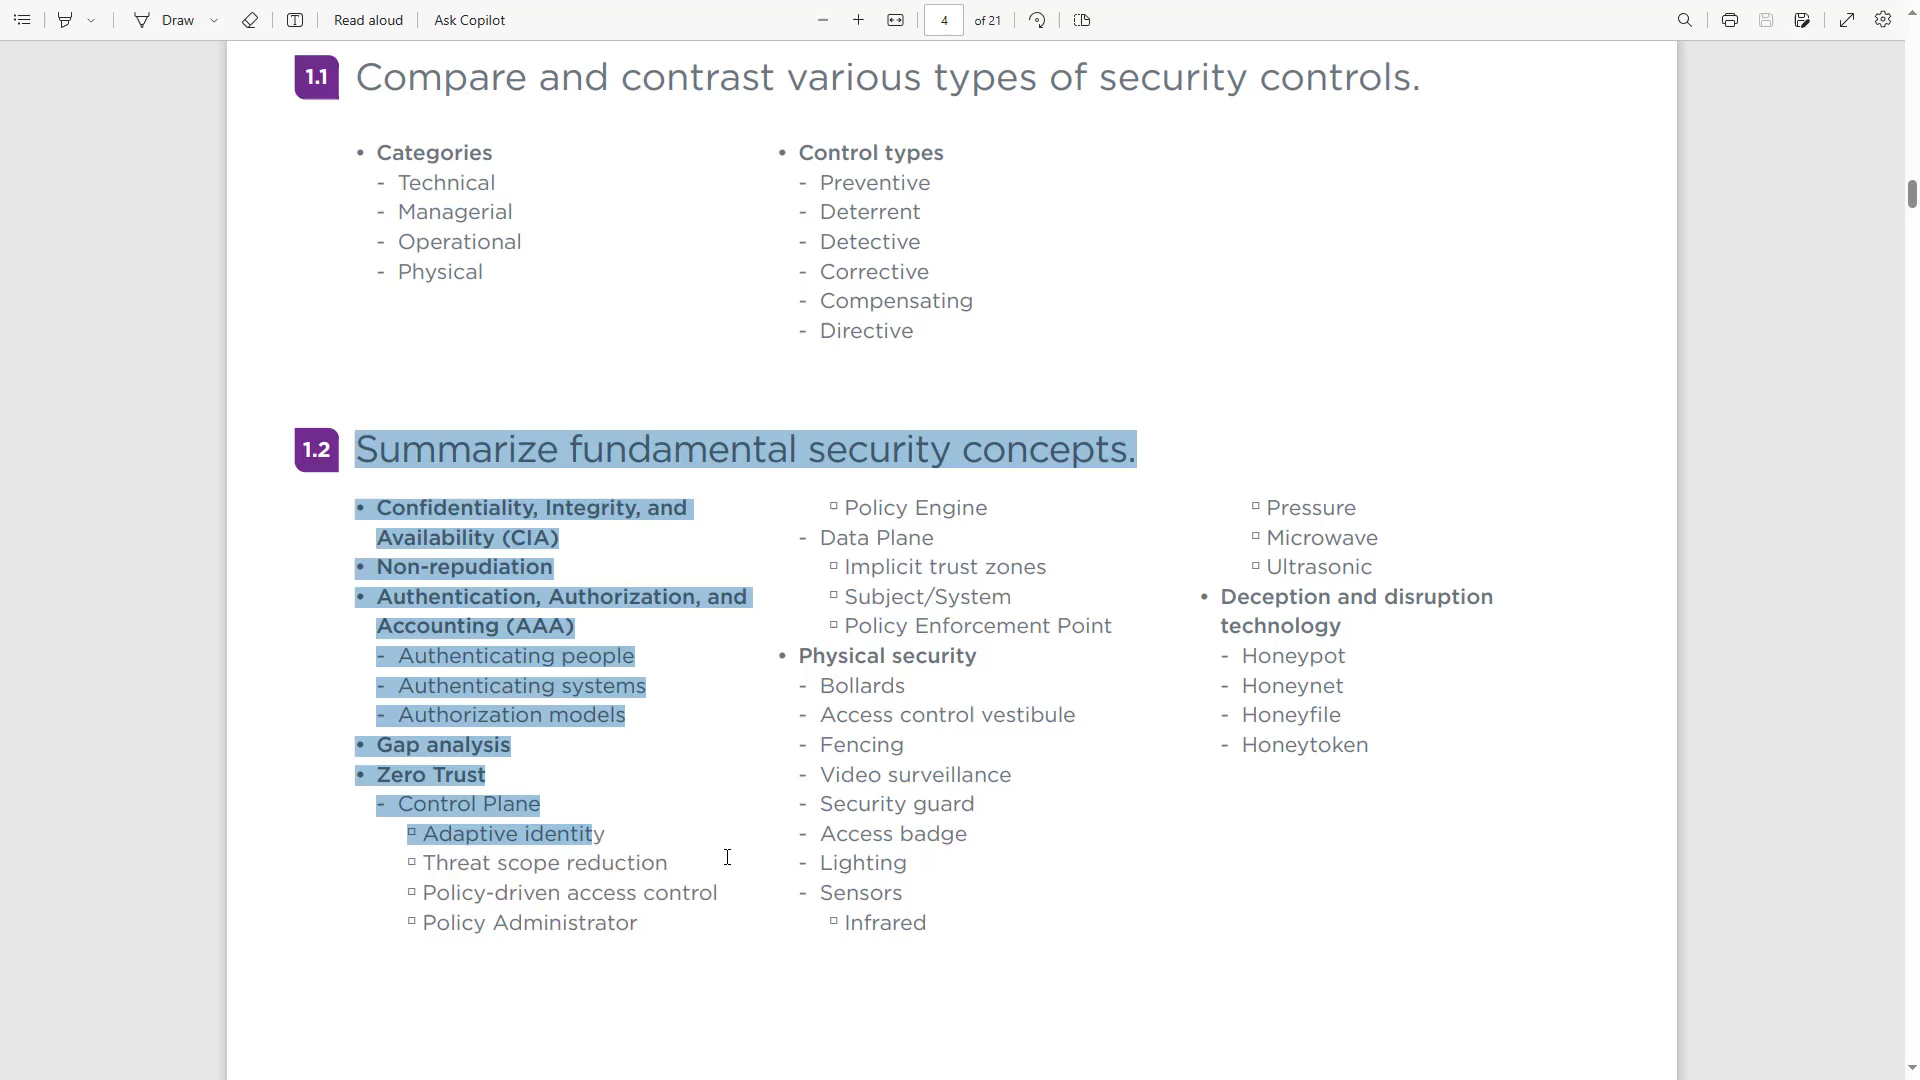 Draw
Read aloud
Ask Copilot
4
of 21
1.1 Compare and contrast various types of security controls.
• Categories
- Technical
- Managerial
- Operational
- Physical
• Control types
- Preventive
- Deterrent
- Detective
- Corrective
- Compensating
- Directive
1.2 Summarize fundamental security concepts.
• Confidentiality, Integrity, and
Availability (CIA)
• Non-repudiation
• Authentication, Authorization, and
Accounting (AAA)
- Authenticating people
- Authenticating systems
- Authorization models
• Gap analysis
• Zero Trust
- Control Plane
▫ Adaptive identity
▫ Threat scope reduction
▫ Policy-driven access control
▫ Policy Administrator
▫ Policy Engine
- Data Plane
▫ Implicit trust zones
▫ Subject/System
▫ Policy Enforcement Point
• Physical security
- Bollards
- Access control vestibule
- Fencing
- Video surveillance
- Security guard
- Access badge
- Lighting
- Sensors
▫ Infrared
▫ Pressure
▫ Microwave
▫ Ultrasonic
• Deception and disruption
technology
- Honeypot
- Honeynet
- Honeyfile
- Honeytoken